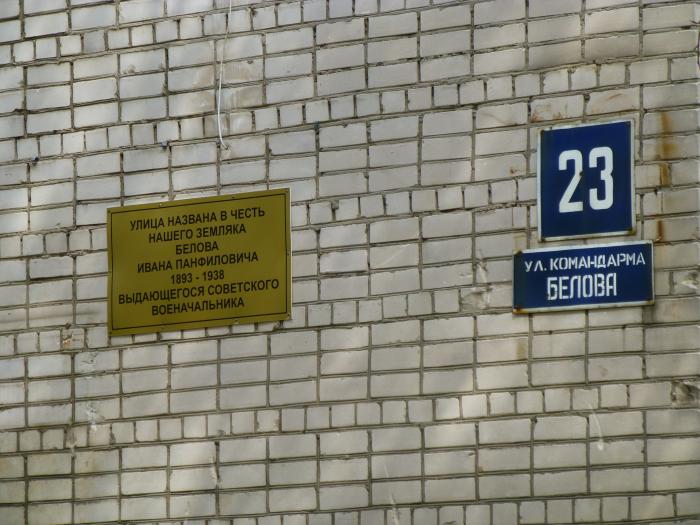 УЛИЦА НАЗВАНА В ЧЕСТЬ
НАШЕГО ЗЕМЛЯКА
БЕЛОВА
ИВАНА ПАНФИЛОВИЧА
1893 - 1938
ВЫДАЮЩЕГОСЯ СОВЕТСКОГО
ВОЕНАЧАЛЬНИКА
23
УЛ. КОМАНДАРМА
БЕЛОВА